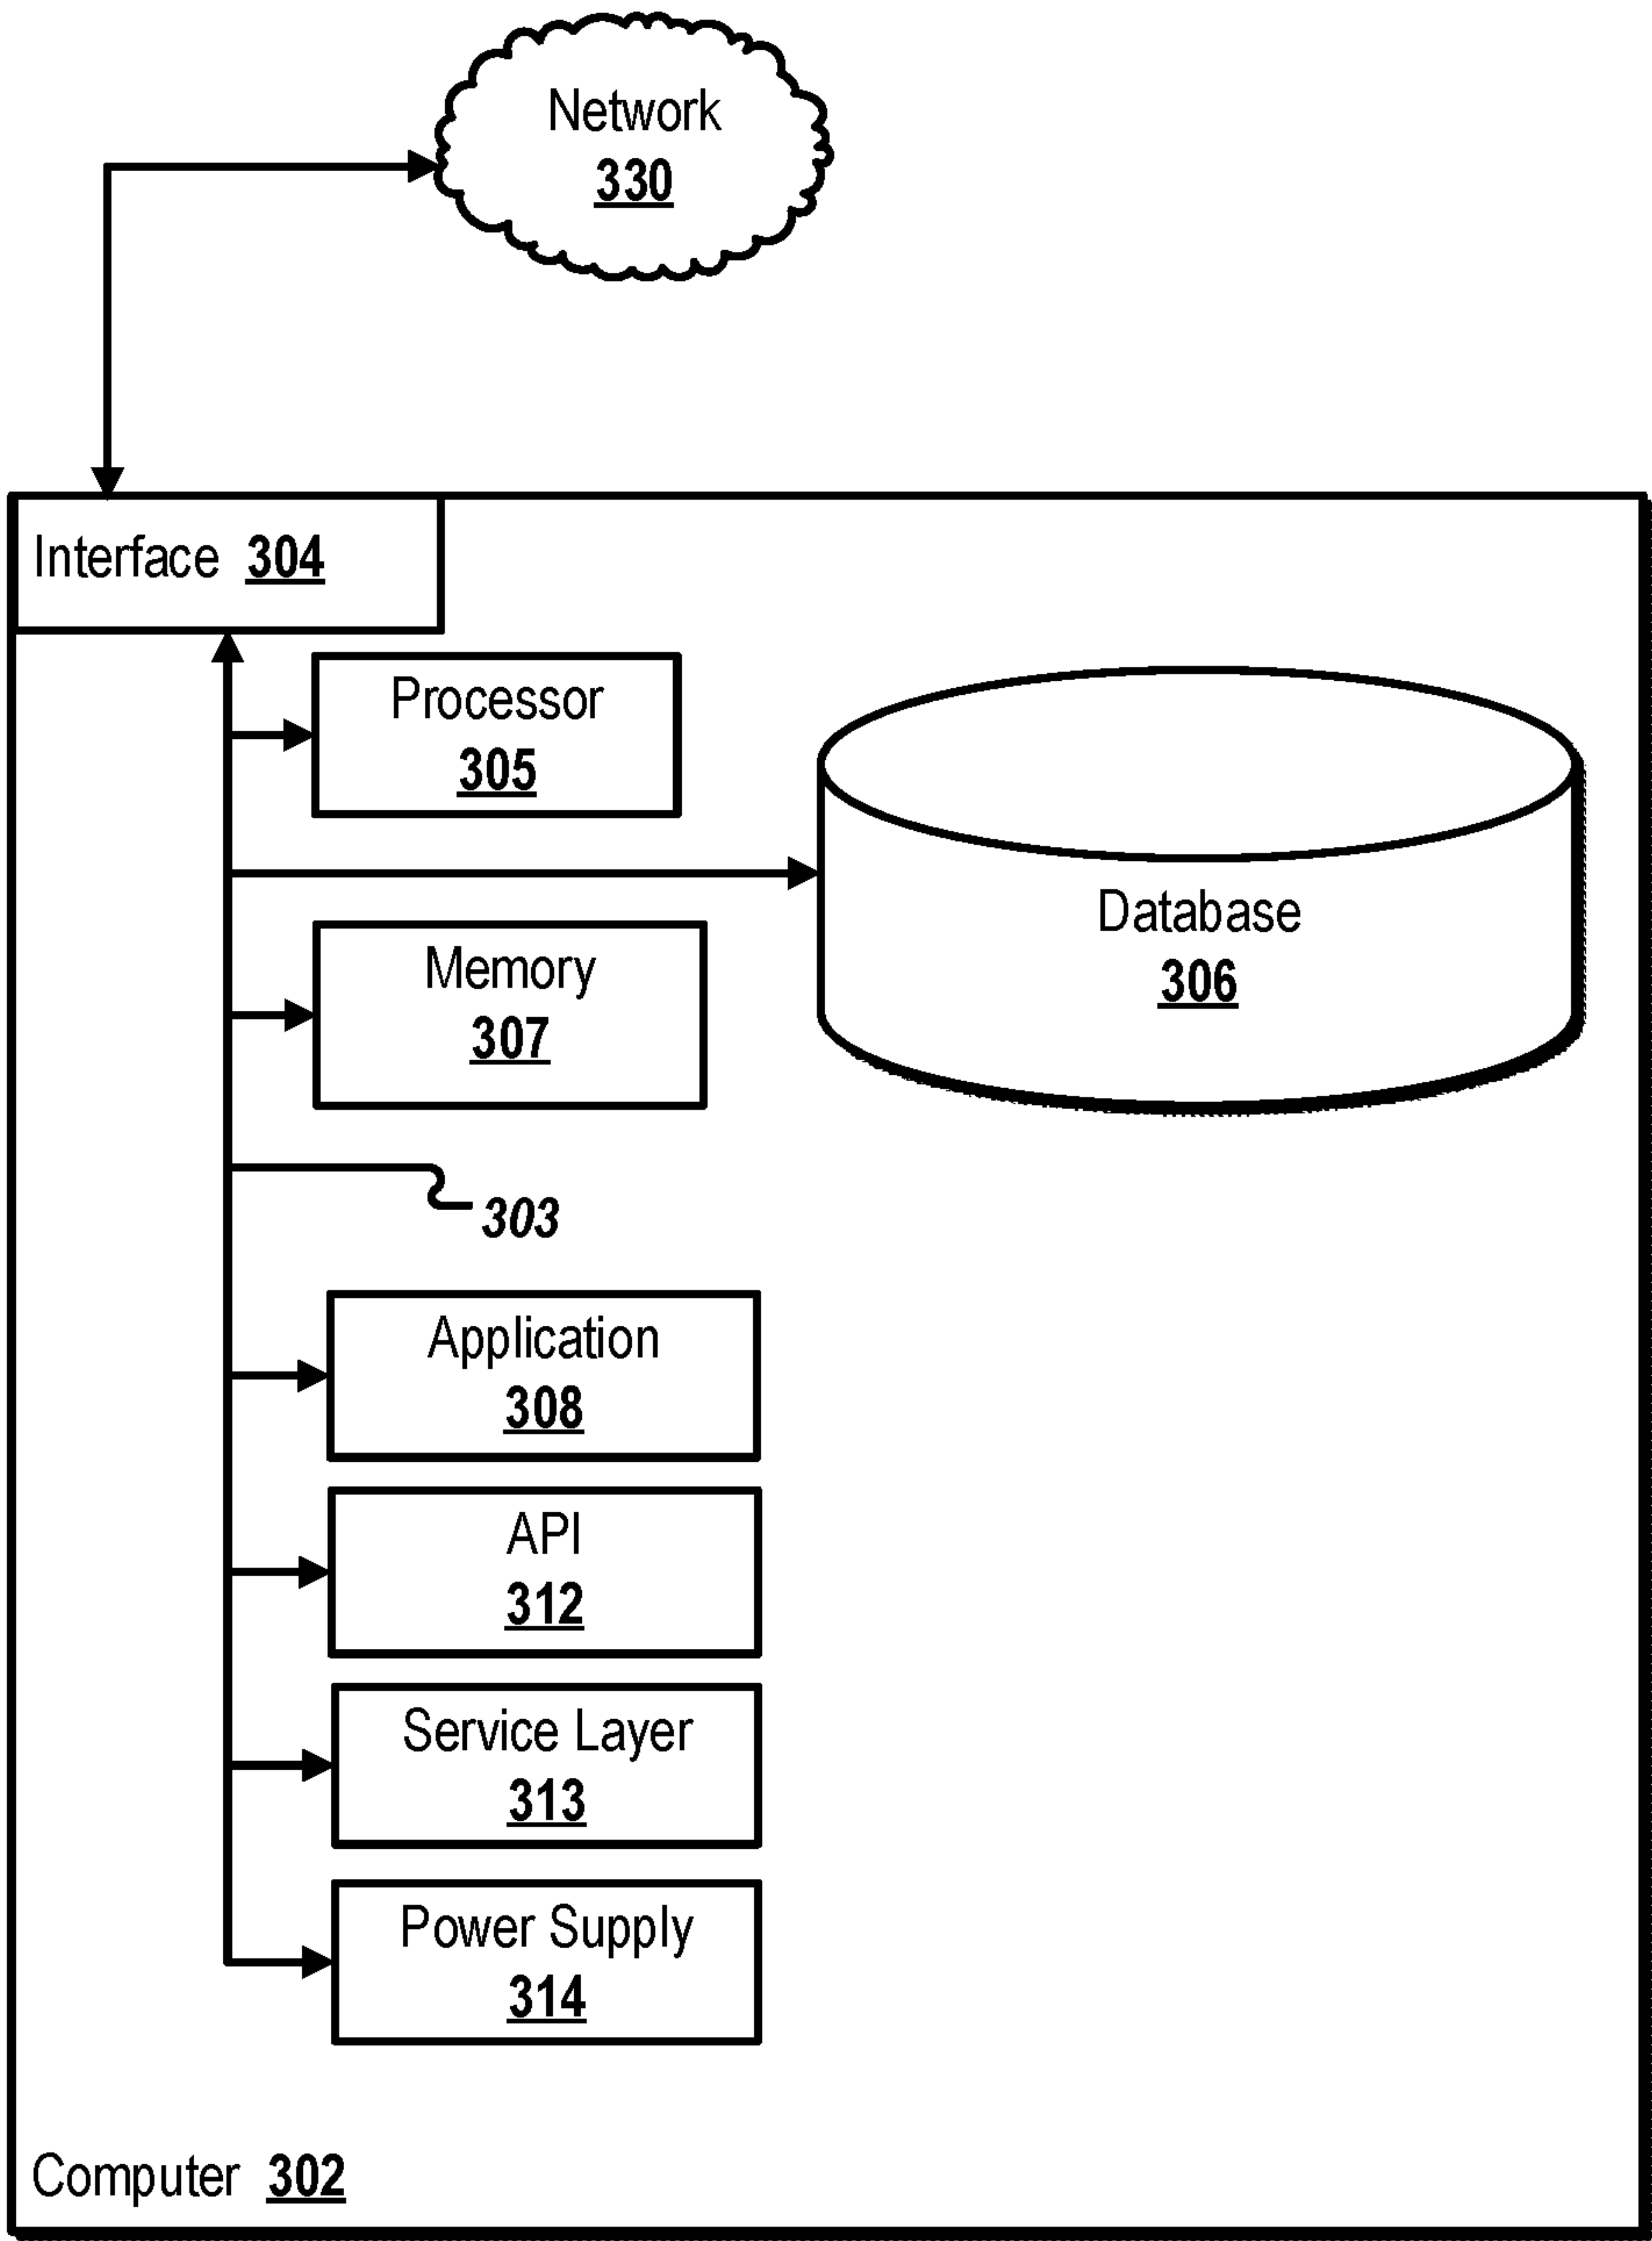 Network
330
Interface 304
Processor
305
Database
306
Memory
307
303
Application
308
API
312
Service Layer
313
Power Supply
314
Computer 302